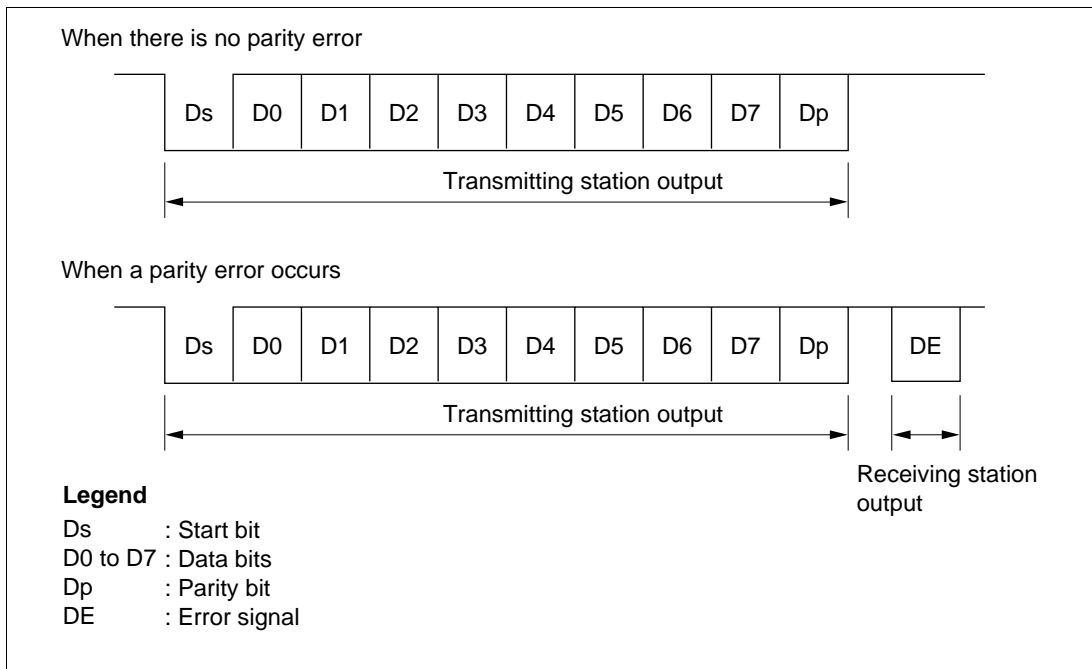 When there is no parity error
Ds D0 D1 D2 D3 D4 D5 D6 D7 Dp
Transmitting station output
When a parity error occurs
Ds D0 D1 D2 D3 D4 D5 D6 D7 Dp DE
Transmitting station output
Receiving station
output
Legend
Ds : Start bit
D0 to D7 : Data bits
Dp : Parity bit
DE : Error signal